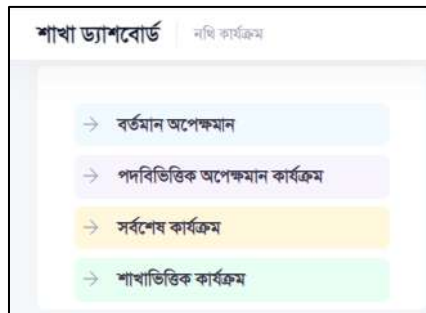 শাখা ড্যাশবোর্ড নথি কার্যক্রম
বর্তমান অপেক্ষমান
পদবিভিত্তিক অপেক্ষমান কার্যক্রম
সর্বশেষ কার্যক্রম
শাখাভিত্তিক কার্যক্রম